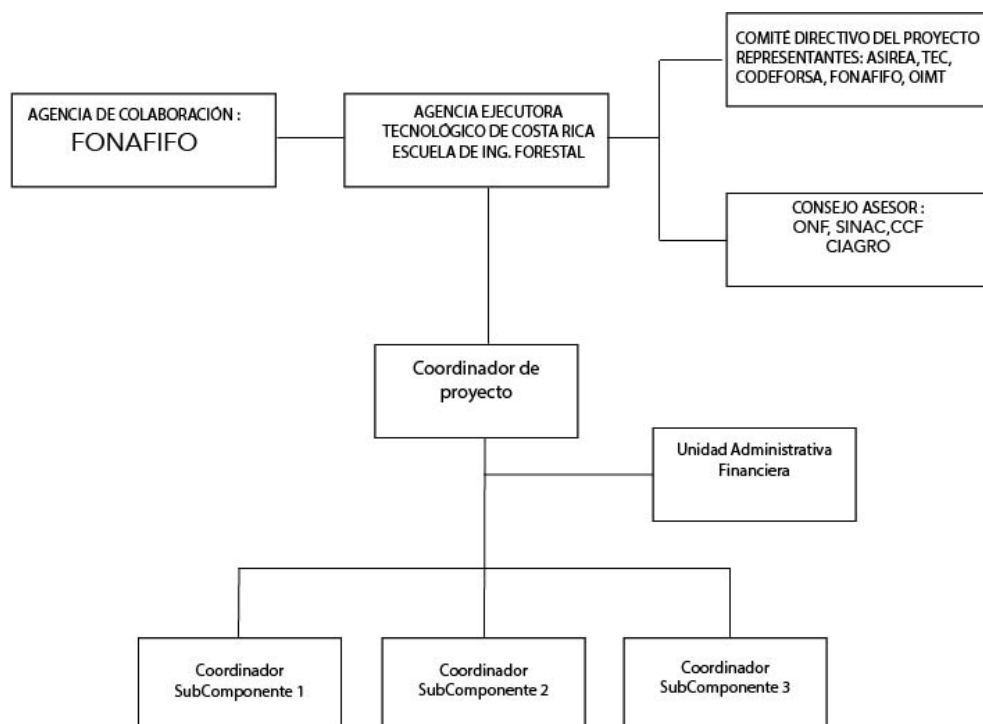 COMITÉ DIRECTIVO DEL PROYECTO
REPRESENTANTES: ASIREA, TEC,
CODEFORSA, FONAFIFO, OIMT
AGENCIA DE COLABORACIÓN :
FONAFIFO
AGENCIA EJECUTORA
TECNOLÓGICO DE COSTA RICA
ESCUELA DE ING. FORESTAL
CONSEJO ASESOR :
ONF, SINAC,CCF
CIAGRO
Coordinador de
proyecto
Unidad Administrativa
Financiera
Coordinador
SubComponente 1
Coordinador
SubComponente 2
Coordinador
SubComponente 3